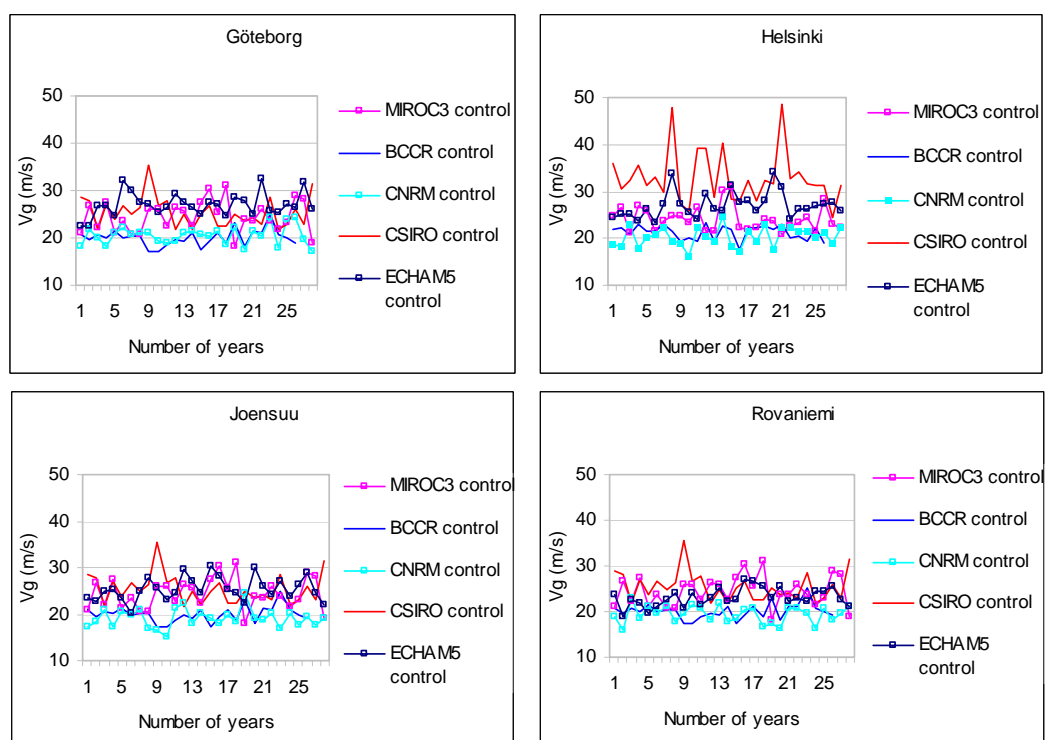 Göteborg
50
40
30
20
10
Vg (m/s)
1 5 9 13 17 21 25
Number of years
MIROC3 control
BCCR control
CNRM control
CSIRO control
ECHAM5
control
Helsinki
50
40
30
20
10
Vg (m/s)
1 5 9 13 17 21 25
Number of years
MIROC3 control
BCCR control
CNRM control
CSIRO control
ECHAM5
control
Joensuu
50
40
30
20
10
Vg (m/s)
1 5 9 13 17 21 25
Number of years
MIROC3 control
BCCR control
CNRM control
CSIRO control
ECHAM5
control
Rovaniemi
50
40
30
20
10
Vg (m/s)
1 5 9 13 17 21 25
Number of years
MIROC3 control
BCCR control
CNRM control
CSIRO control
ECHAM5
control